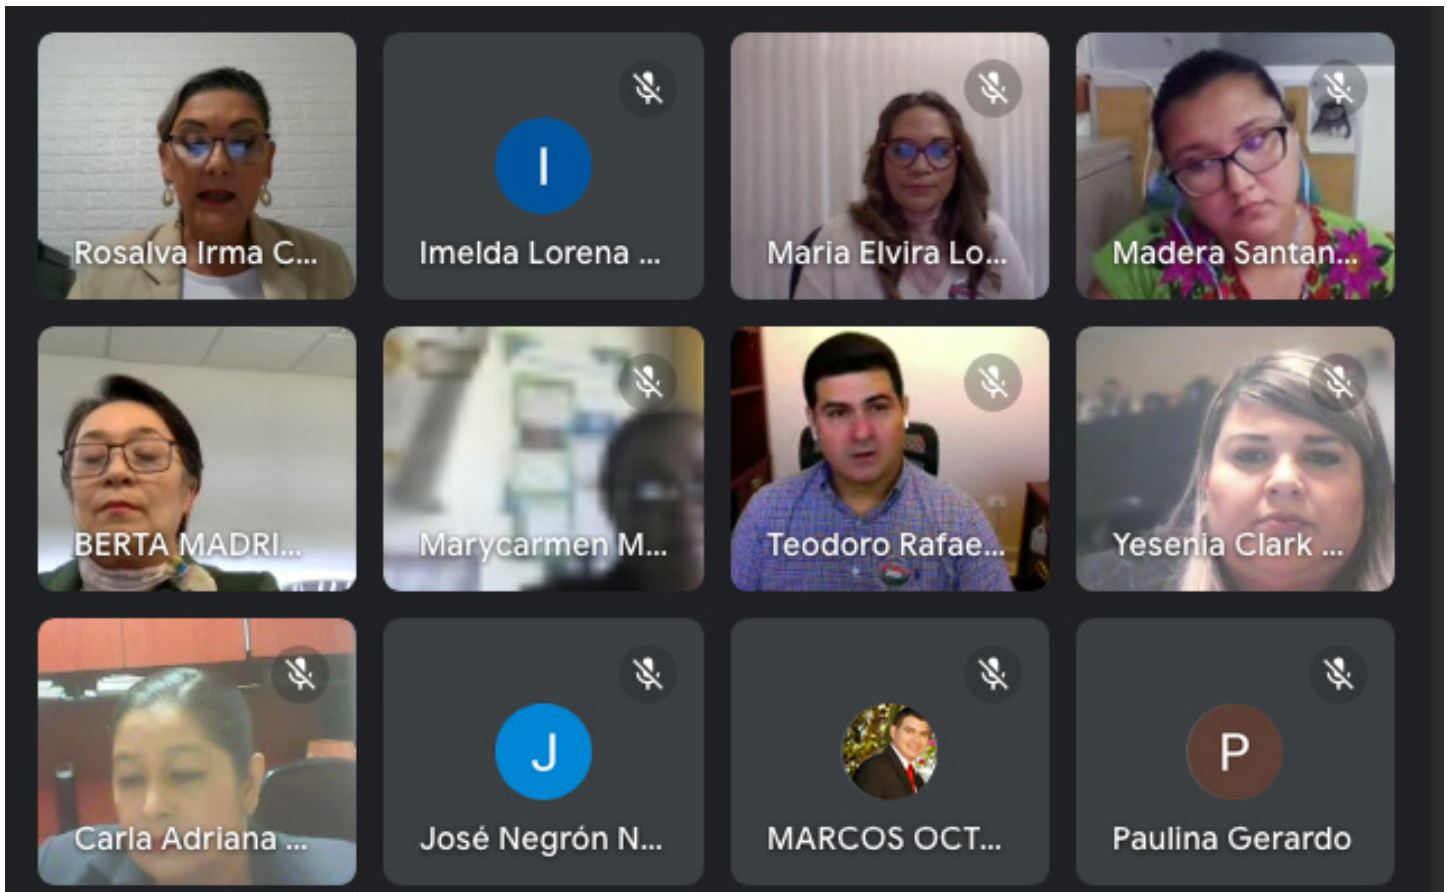 Rosalva Irma C...
I
Imelda Lorena ...
Maria Elvira Lo...
Madera Santan...
BERTA MADRI...
Marycarmen M...
Teodoro Rafae...
Yesenia Clark ...
Carla Adriana ...
J
José Negrón N...
MARCOS OCT...
P
Paulina Gerardo